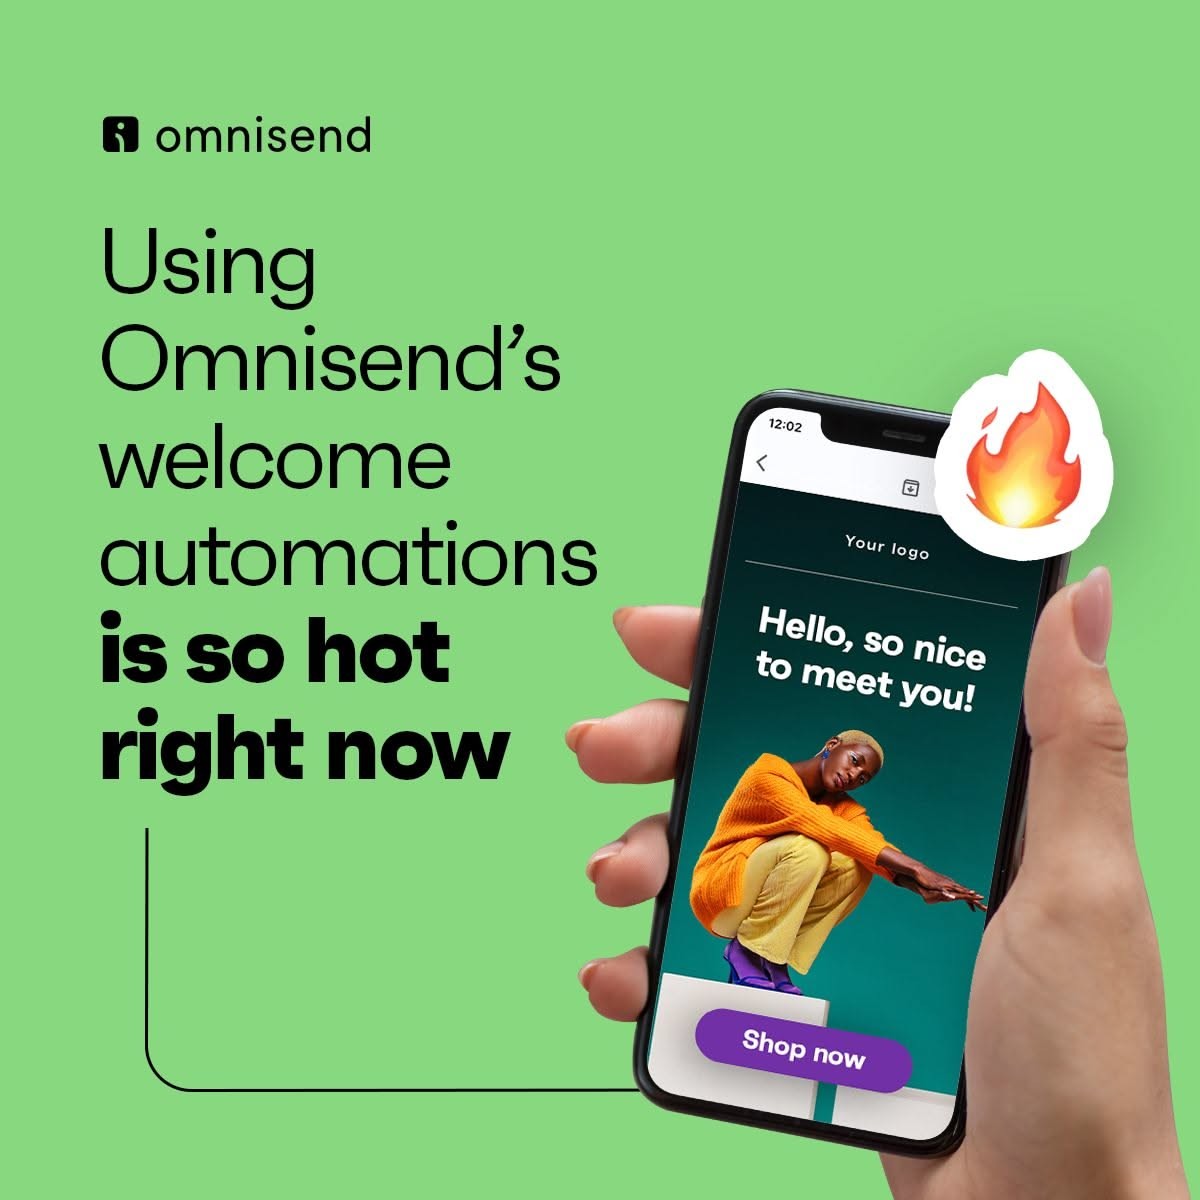 omnisend
Using
Omnisend’s
welcome
automations
is so hot
right now
12:02
Your logo
Hello, so nice
to meet you!
Shop now